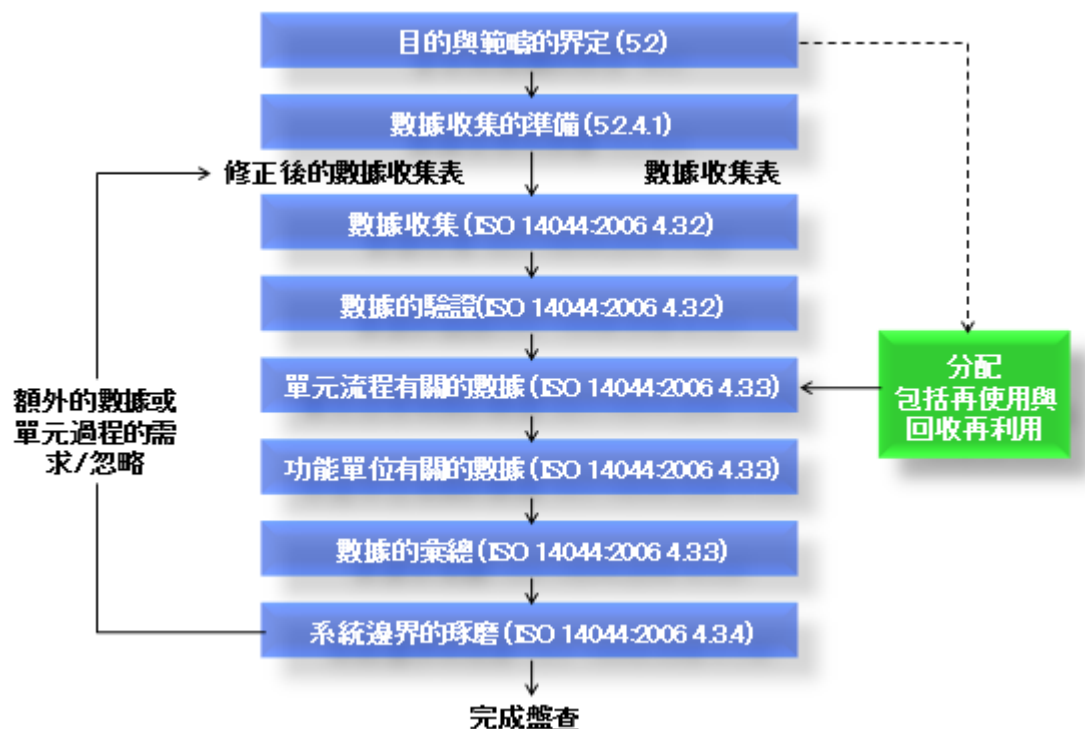 目的與範疇的界定(5.2)
數據收集的準備(5.2.4.1)
修正後的數據收集表
數據收集表
數據收集(ISO 14044:2006 4.3.2)
數據的驗證(ISO 14044:2006 4.3.2)
單元流程有關的數據(ISO 14044:2006 4.3.3)
分配
包括再使用與
回收再利用
額外的數據或
單元過程的需
求/忽略
功能單位有關的數據(ISO 14044:2006 4.3.3)
數據的彙總(ISO 14044:2006 4.3.3)
系統邊界的琢磨(ISO 14044:2006 4.3.4)
完成盤查